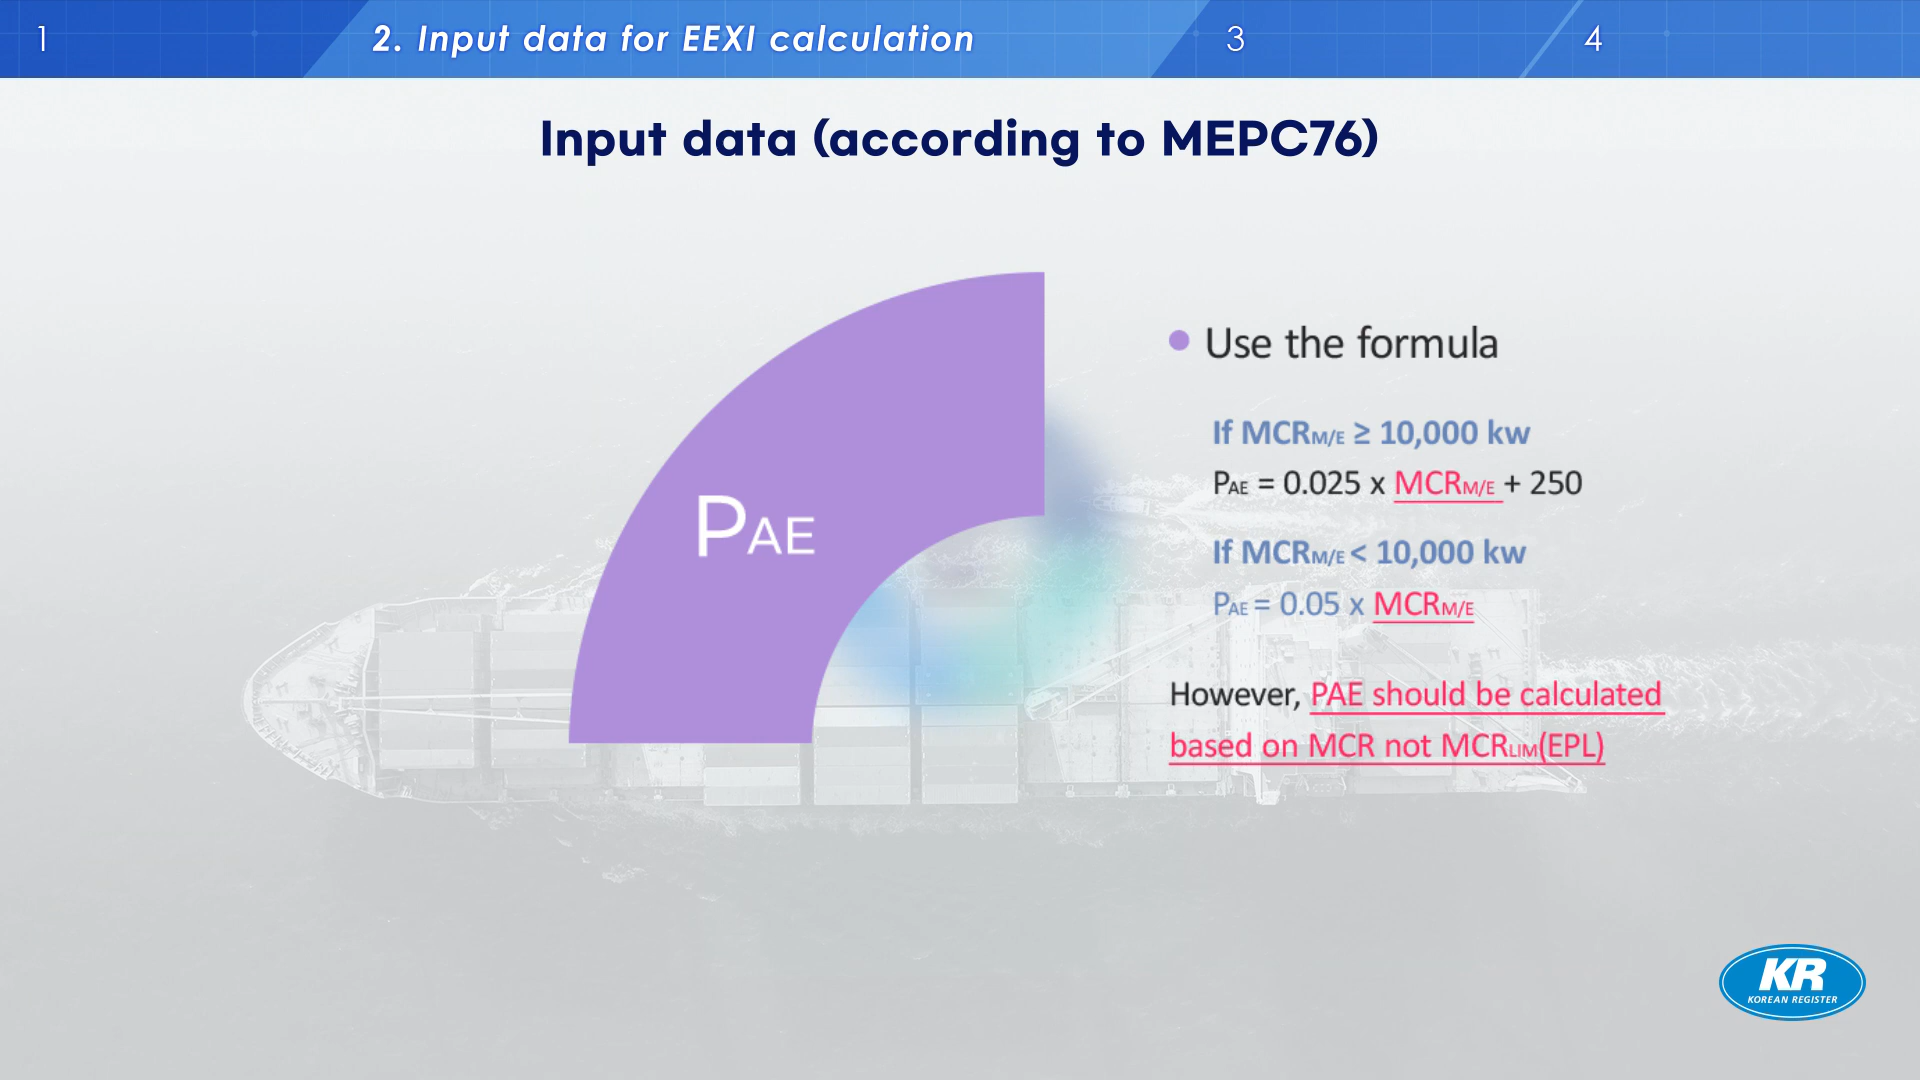 1
2. Input data for EEXI calculation
3
4
Input data (according to MEPC76)
PAE
Use the formula
If MCRM/E ≥ 10,000 kw
PAE = 0.025 x MCRM/E + 250
If MCRM/E < 10,000 kw
PAE = 0.05 x MCRM/E
However, PAE should be calculated
based on MCR not MCRLIM(EPL)
KR
KOREAN REGISTER